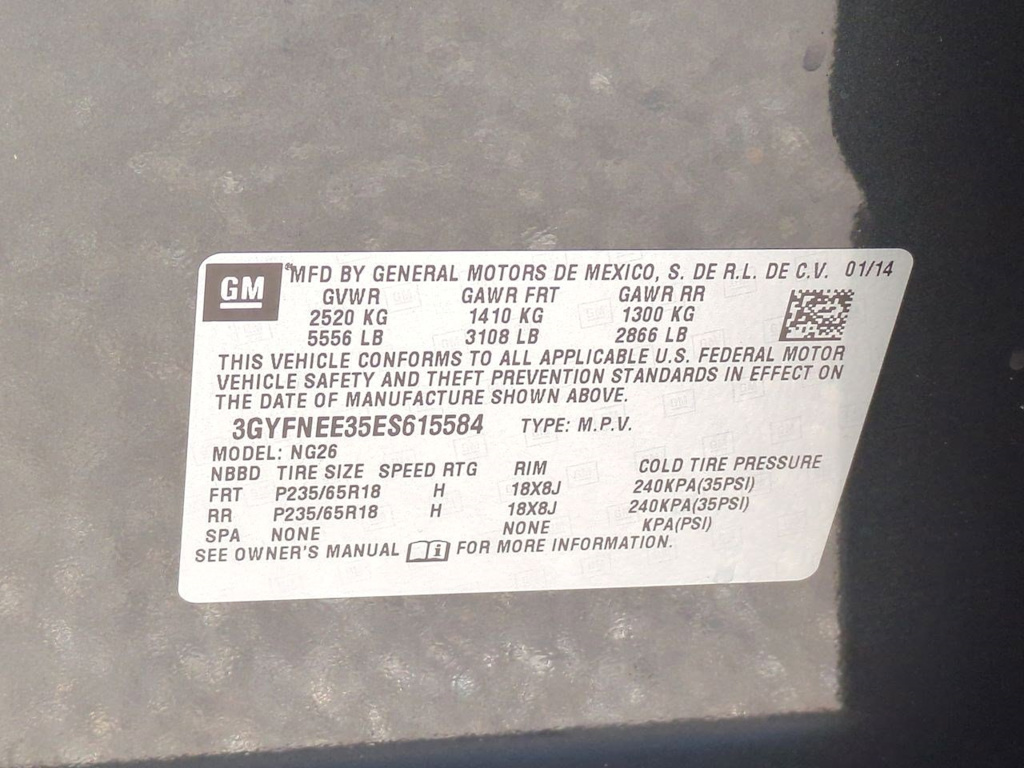 GM MFD BY GENERAL MOTORS DE MEXICO, S. DE R.L. DE C.V. 01/14
GVWR GAWR FRT GAWR RR
2520 KG 1410 KG 1300 KG
5556 LB 3108 LB 2866 LB
THIS VEHICLE CONFORMS TO ALL APPLICABLE U.S. FEDERAL MOTOR
VEHICLE SAFETY AND THEFT PREVENTION STANDARDS IN EFFECT ON
THE DATE OF MANUFACTURE SHOWN ABOVE.
3GYFNEE35ES615584 TYPE: M.P.V.
MODEL: NG26
NBBD TIRE SIZE SPEED RTG RIM COLD TIRE PRESSURE
FRT P235/65R18 H 18X8J 240KPA(35PSI)
RR P235/65R18 H 18X8J 240KPA(35PSI)
SPA NONE NONE KPA(PSI)
SEE OWNER'S MANUAL i FOR MORE INFORMATION.